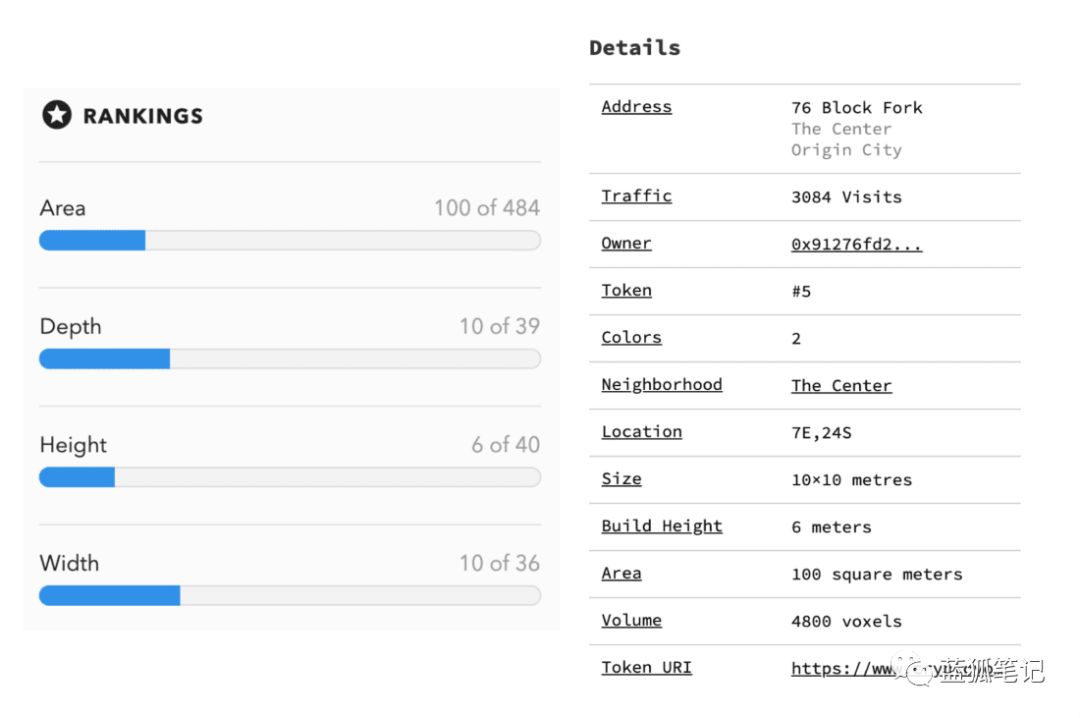 RANKINGS
Area 100 of 484
Depth 10 of 39
Height 6 of 40
Width 10 of 36
Details
Address 76 Block Fork
The Center
Origin City
Traffic 3084 Visits
Owner 0x91276fd2...
Token #5
Colors 2
Neighborhood The Center
Location 7E,24S
Size 10×10 metres
Build Height 6 meters
Area 100 square meters
Volume 4800 voxels
Token URI
蓝狐笔记